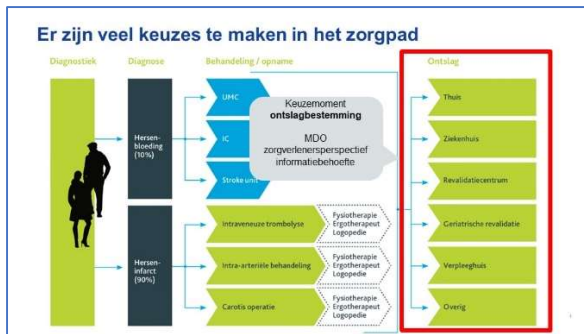 Er zijn veel keuzes te maken in het zorgpad
Diagnostiek
Diagnose
Behandeling / opname
Ontslag
Hersen-
bloeding
(10%)
UMC
IC
Stroke unit
Keuzemoment
ontslagbestemming
MDO
zorgverlenersperspectief
informatiebehoefte
Hersen-
infarct
(90%)
Intraveneuze trombolyse
Fysiotherapie
Ergotherapeut
Logopedie
Intra-arteriële behandeling
Fysiotherapie
Ergotherapeut
Logopedie
Carotis operatie
Fysiotherapie
Ergotherapeut
Logopedie
Thuis
Ziekenhuis
Revalidatiecentrum
Geriatrische revalidatie
Verpleeghuis
Overig